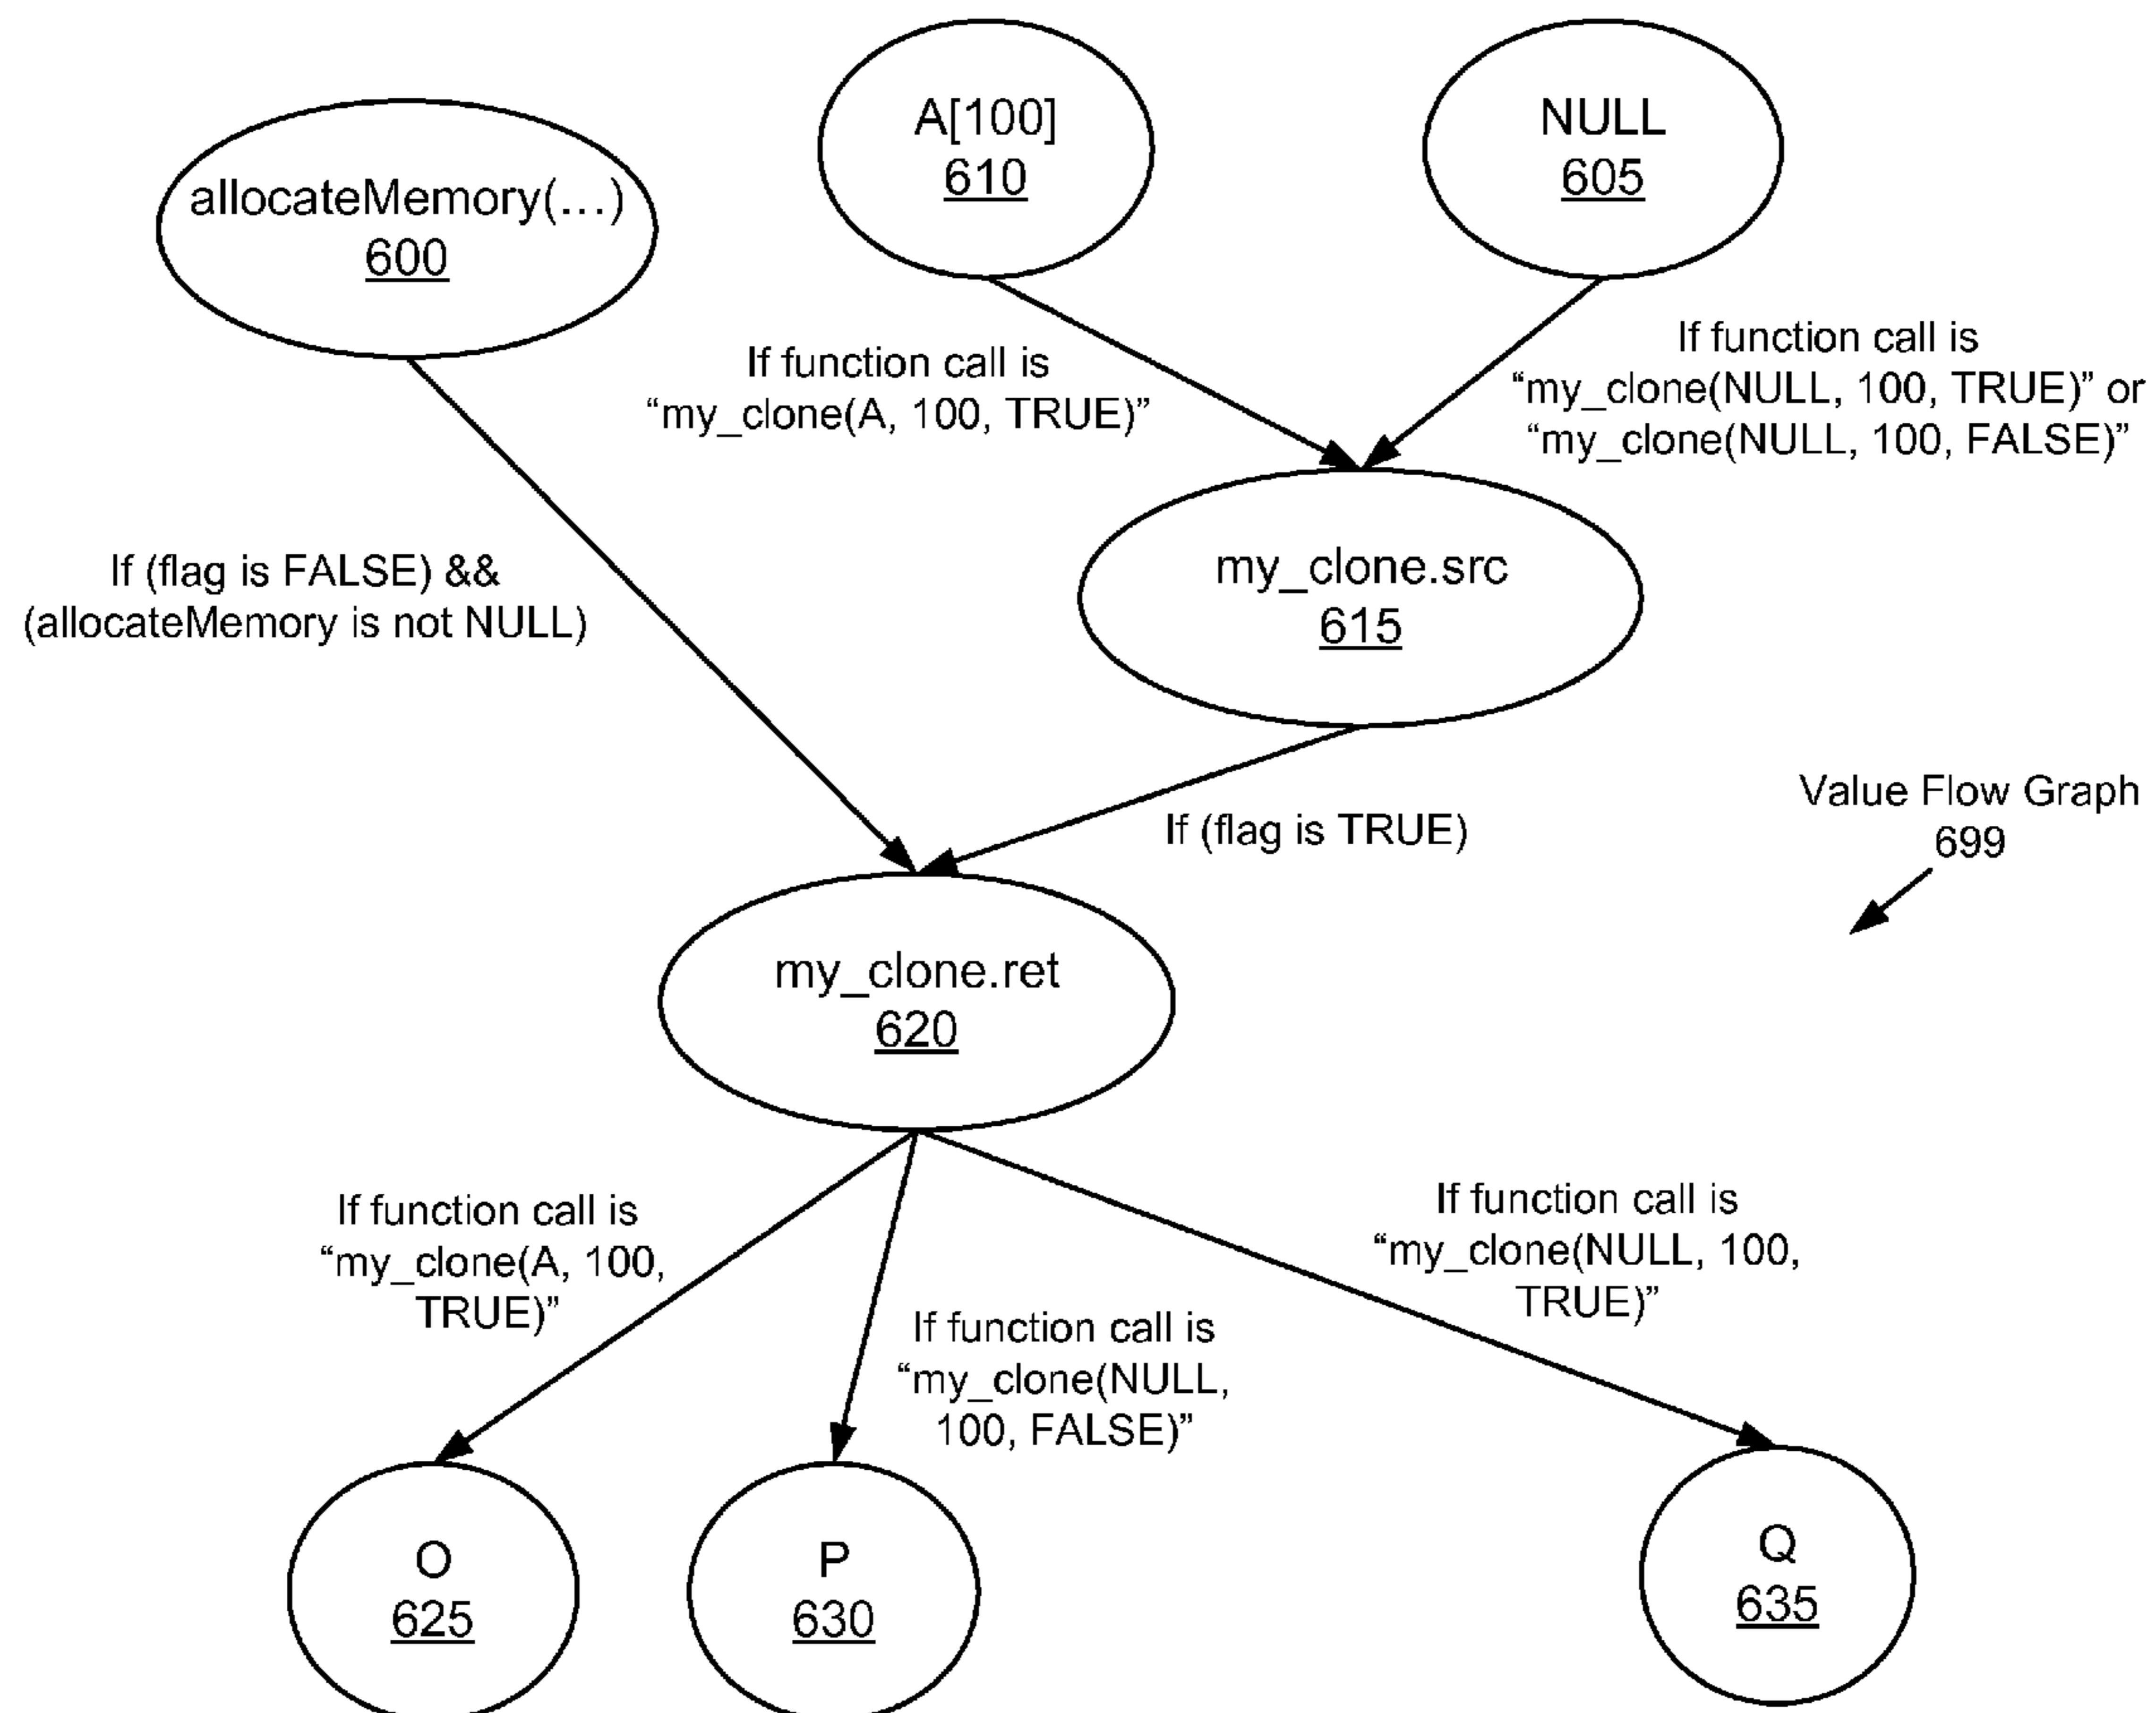 A[100]
610
NULL
605
allocateMemory(...)
600
If function call is
“my_clone(A, 100, TRUE)”
If function call is
“my_clone(NULL, 100, TRUE)” or
“my_clone(NULL, 100, FALSE)”
If (flag is FALSE) &&
(allocateMemory is not NULL)
my_clone.src
615
If (flag is TRUE)
Value Flow Graph
699
my_clone.ret
620
If function call is
“my_clone(A, 100,
TRUE)”
If function call is
“my_clone(NULL,
100, FALSE)”
If function call is
“my_clone(NULL, 100,
TRUE)”
O
625
P
630
Q
635